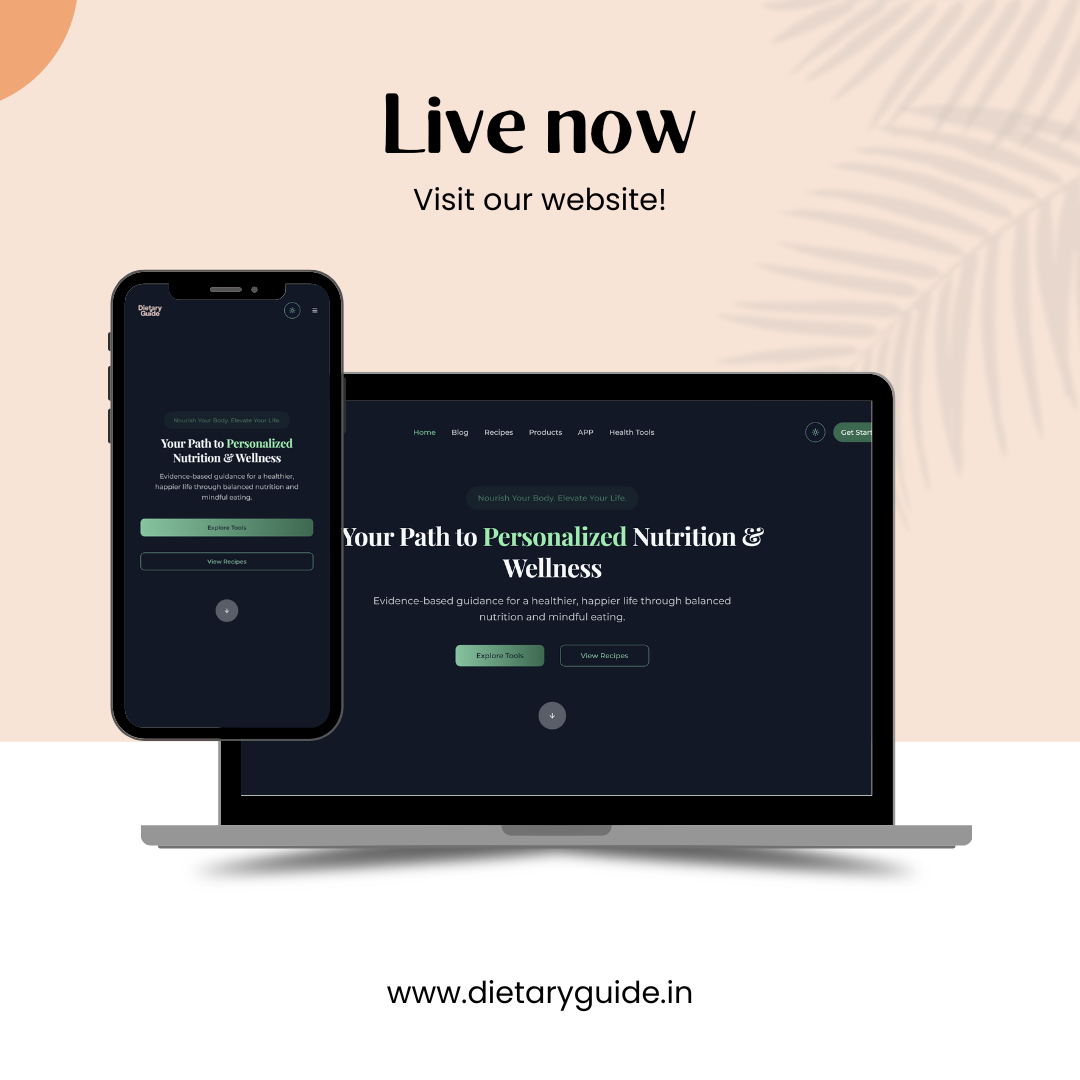 Live now
Visit our website!
Dietary
Guide
Nourish Your Body. Elevate Your Life.
Your Path to Personalized
Nutrition & Wellness
Evidence-based guidance for a healthier,
happier life through balanced nutrition and
mindful eating.
Explore Tools
View Recipes
Home Blog Recipes Products APP Health Tools Get Start
Nourish Your Body. Elevate Your Life.
Your Path to Personalized Nutrition &
Wellness
Evidence-based guidance for a healthier, happier life through balanced
nutrition and mindful eating.
Explore Tools View Recipes
www.dietaryguide.in